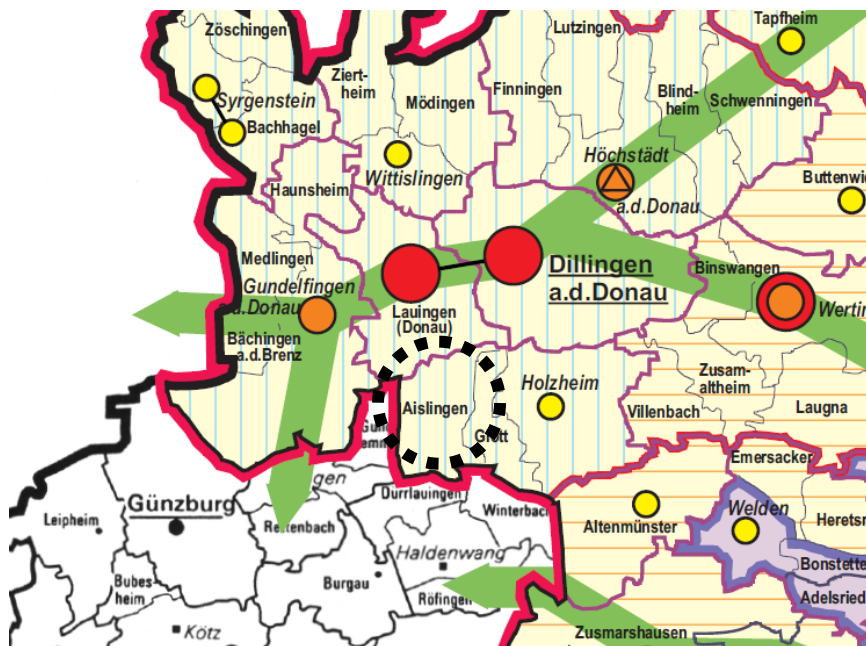 Zöschingen
Tapfheim
Lutzingen
Ziert-
heim
Finningen
Blind-
heim
Schwenningen
Syrgenstein
Mödingen
Bachhagel
Höchstädt
a.d.Donau
Wittislingen
Haunsheim
Buttenwie
Medlingen
Gundelfingen
a.Donau
Dillingen
a.d.Donau
Binswangen
Wertin
Lauingen
(Donau)
Bächingen
a.d.Brenz
Zusam-
altheim
Holzheim
Aislingen
Villenbach
Laugna
Glött
Emersacker
Dürrlauingen
Winterbach
Günzburg
Leipheim
Rettenbach
Altenmünster
Welden
Heretsr
Haldenwang
Bubes-
heim
Burgau
Röfingen
Bonstette
Adelsried
Kötz
Zusmarshausen